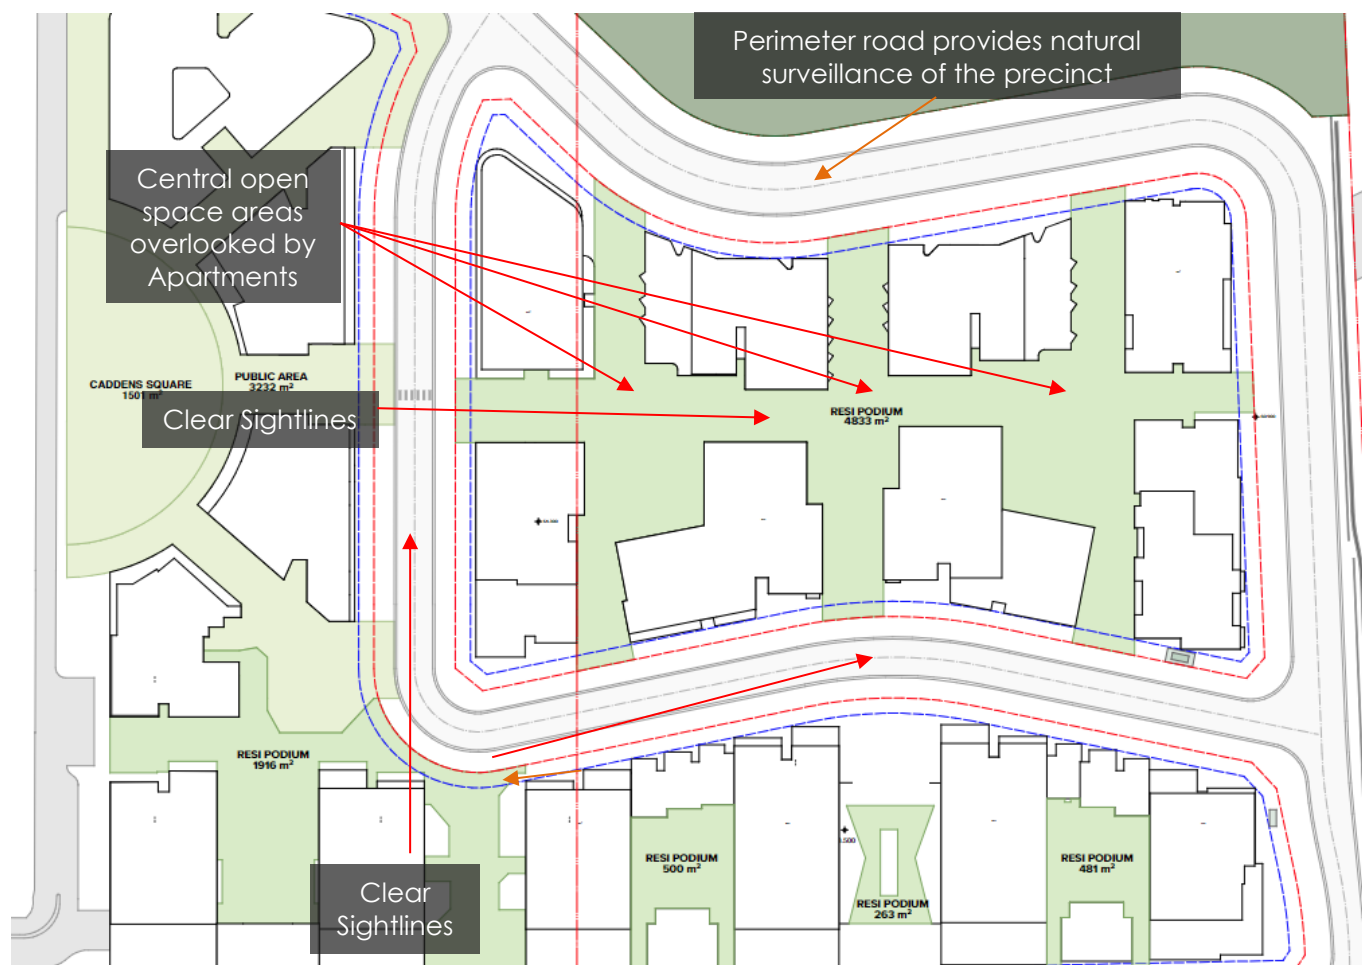 Perimeter road provides natural
surveillance of the precinct
Central open
space areas
overlooked by
Apartments
CADDENS SQUARE
1501 m²
PUBLIC AREA
3232 m²
Clear Sightlines
RESI PODIUM
4833 m²
RESI PODIUM
1916 m²
RESI PODIUM
500 m²
RESI PODIUM
263 m²
RESI PODIUM
481 m²
Clear
Sightlines